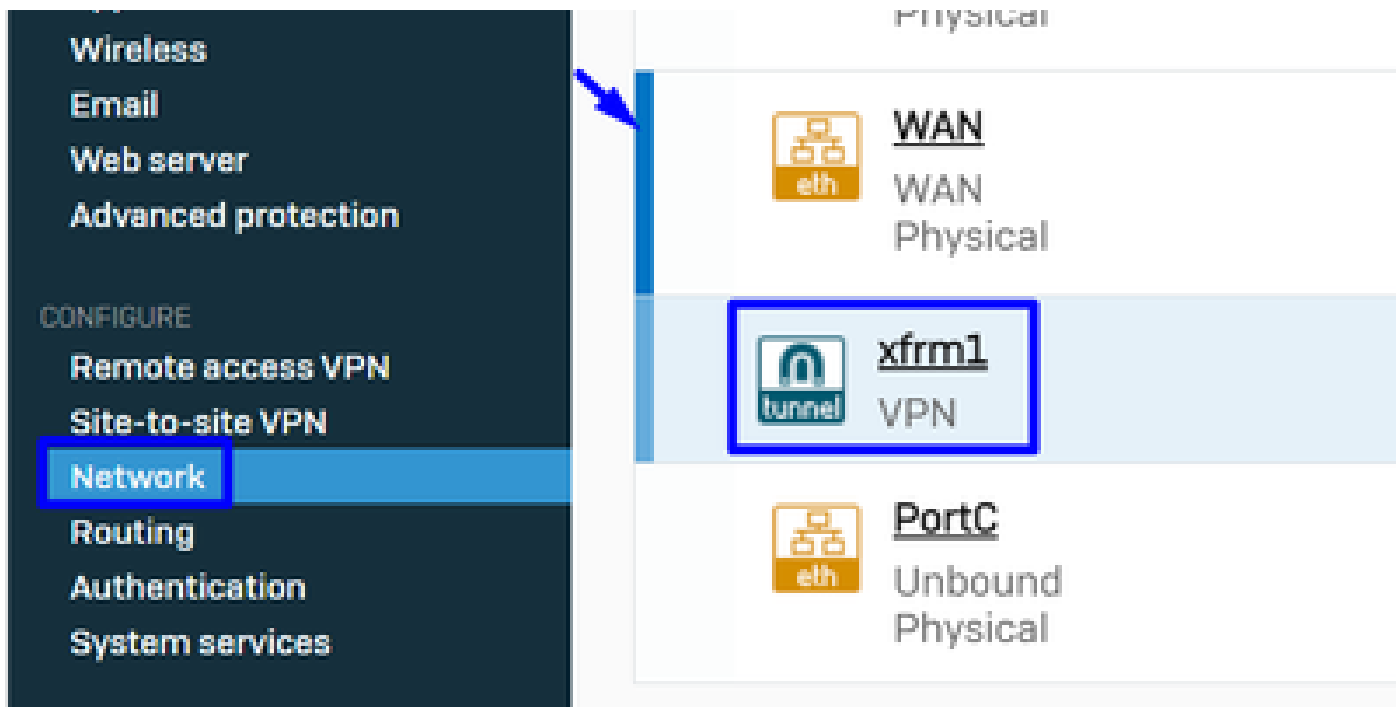 Wireless
Email
Web server
Advanced protection
CONFIGURE
Remote access VPN
Site-to-site VPN
Network
Routing
Authentication
System services
Physical
eth
WAN
WAN
Physical
tunnel
xfrm1
VPN
eth
PortC
Unbound
Physical